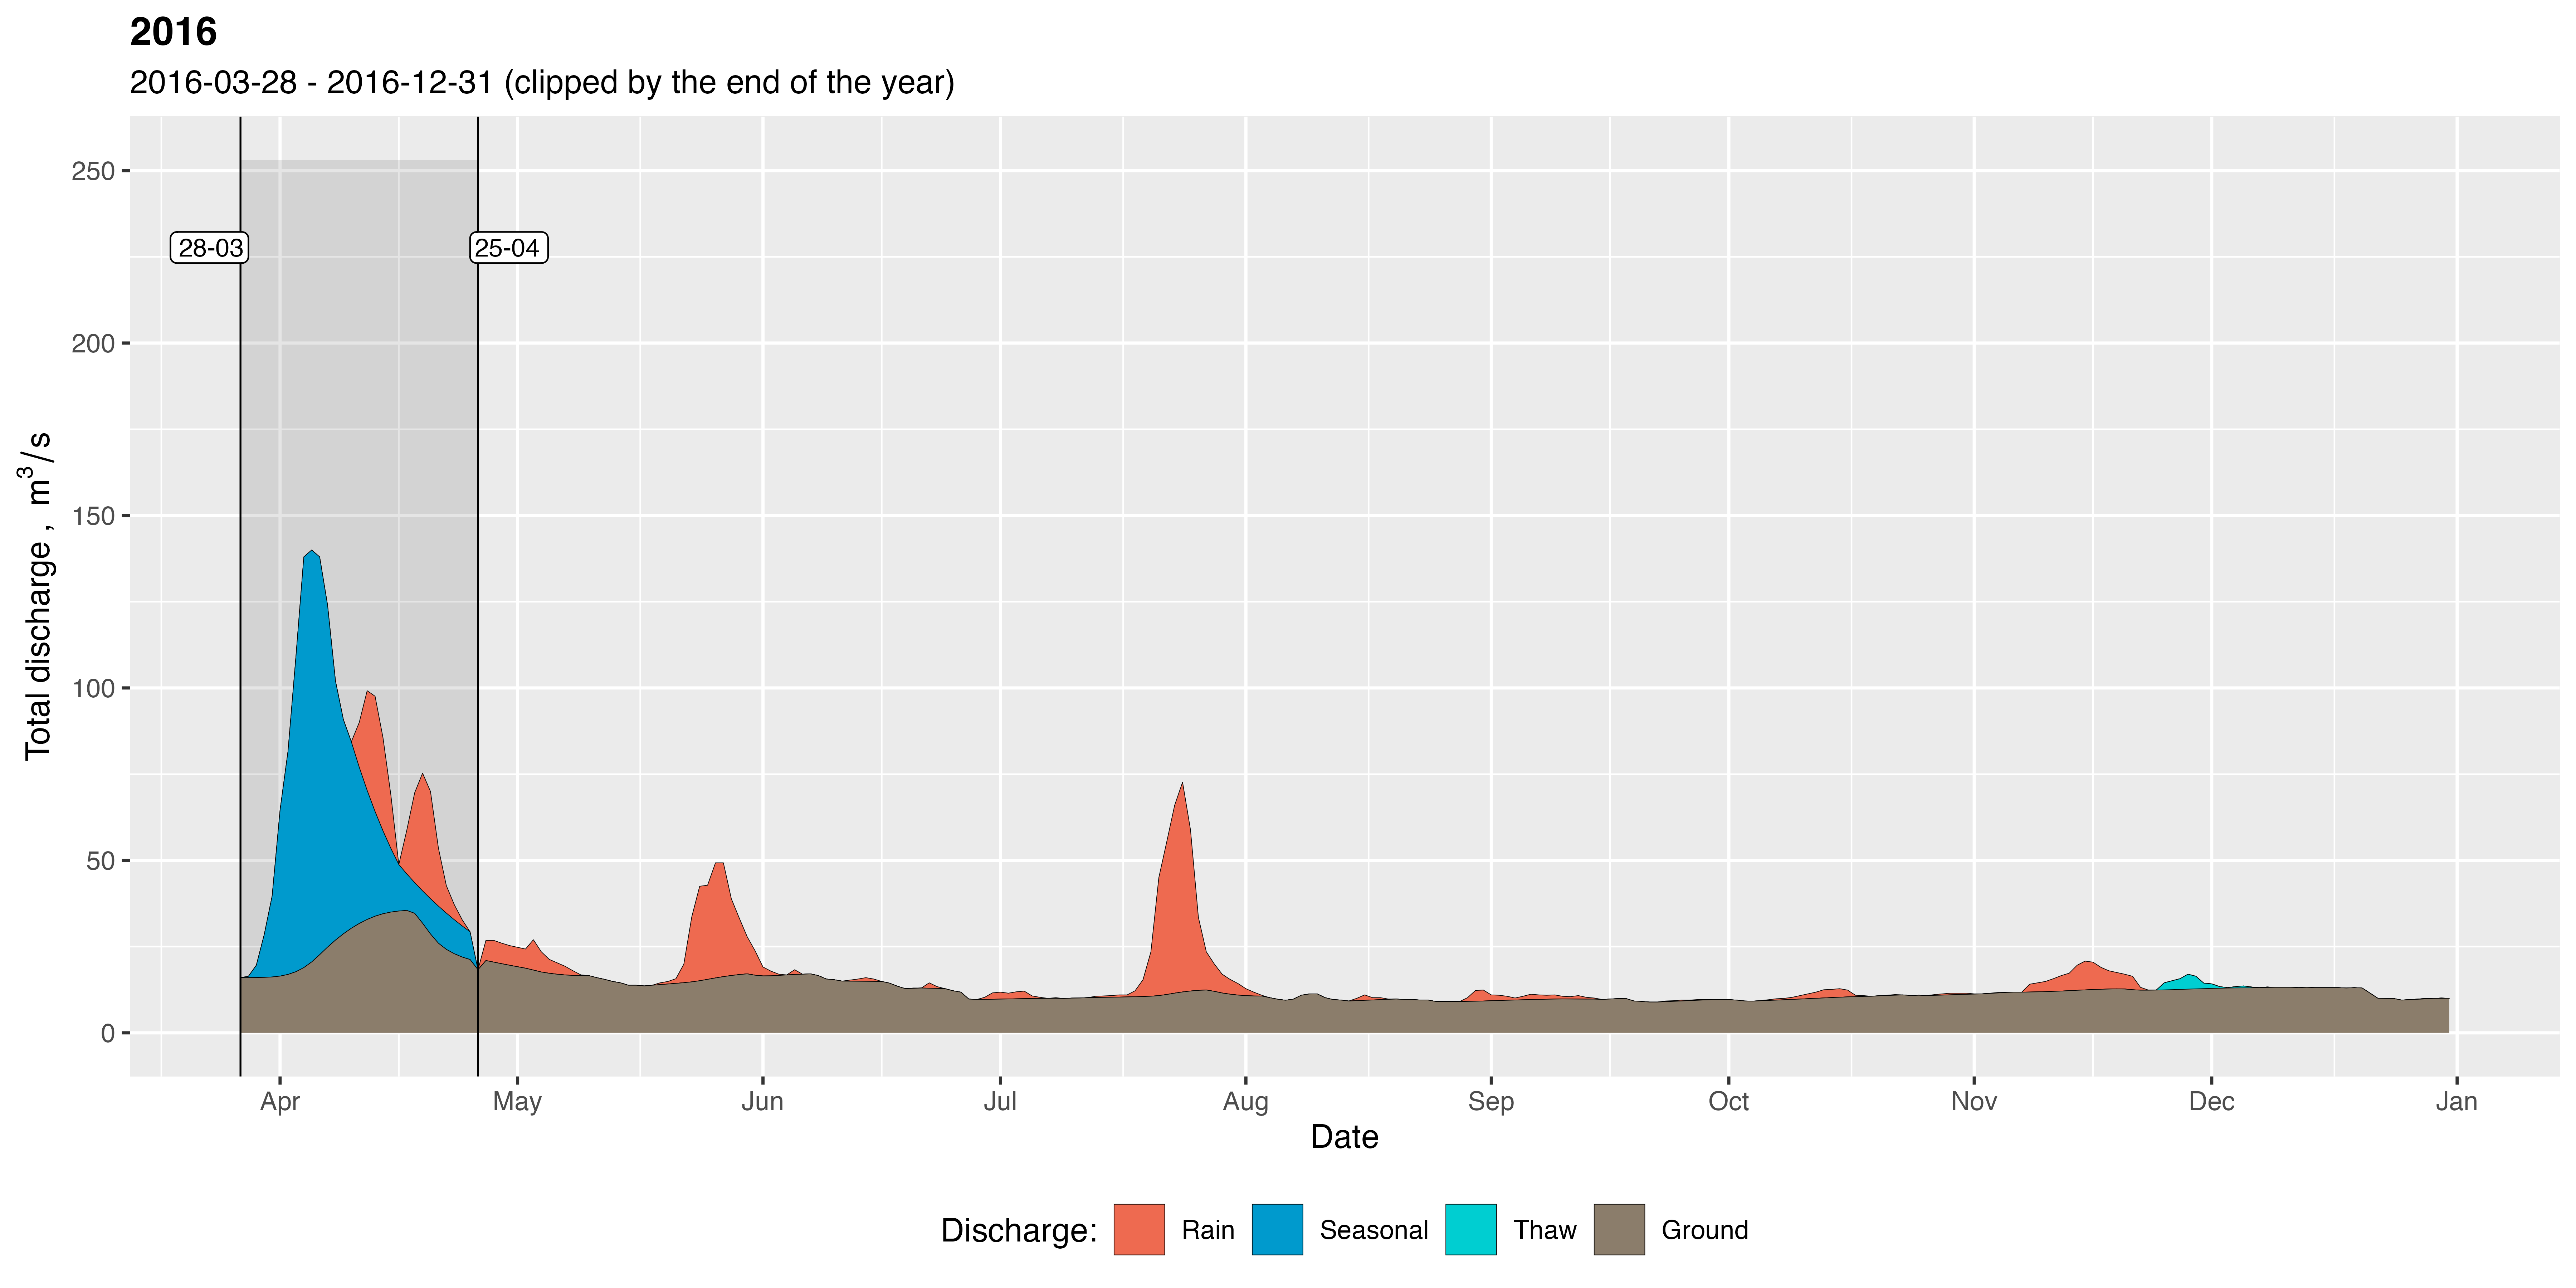 2016
2016-03-28 - 2016-12-31 (clipped by the end of the year)
250
200
150
100
50
0
Total discharge , m³/s
28-03
25-04
Apr May Jun Jul Aug Sep Oct Nov Dec Jan
Date
Discharge: Rain Seasonal Thaw Ground